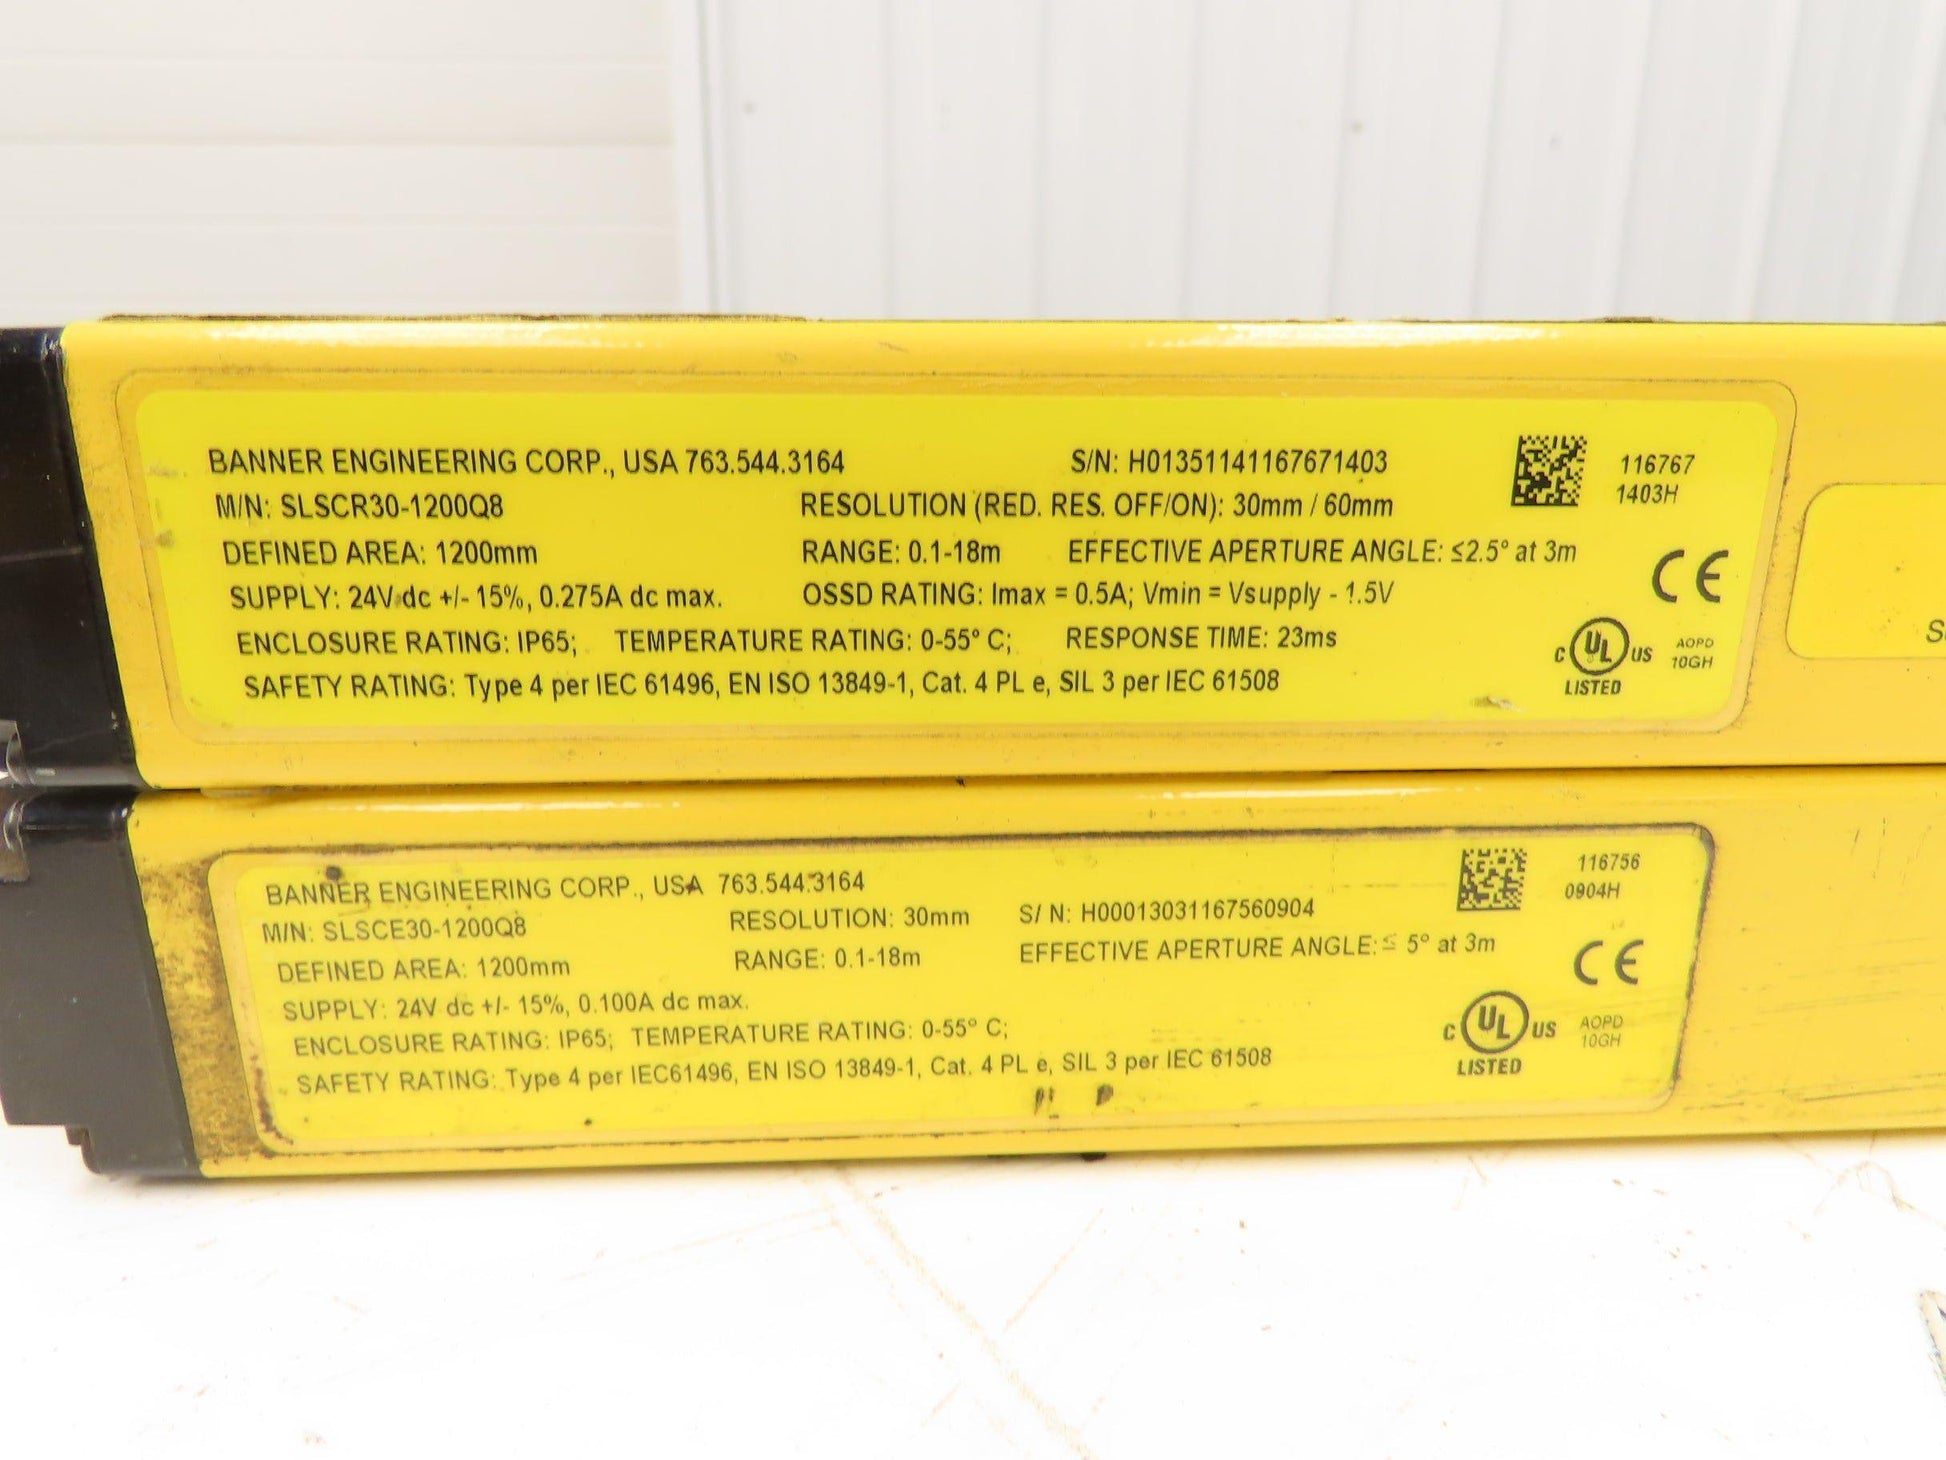 BANNER ENGINEERING CORP., USA 763.544.3164 S/N: H01351141167671403 116767
M/N: SLSCR30-1200Q8 RESOLUTION (RED. RES. OFF/ON): 30mm / 60mm 1403H
DEFINED AREA: 1200mm RANGE: 0.1-18m EFFECTIVE APERTURE ANGLE: ≤2.5° at 3m
CE
SUPPLY: 24V dc +/- 15%, 0.275A dc max. OSSD RATING: Imax = 0.5A; Vmin = Vsupply - 1.5V
ENCLOSURE RATING: IP65; TEMPERATURE RATING: 0-55° C; RESPONSE TIME: 23ms
C UL US AOPD
10GH
LISTED
SAFETY RATING: Type 4 per IEC 61496, EN ISO 13849-1, Cat. 4 PL e, SIL 3 per IEC 61508
BANNER ENGINEERING CORP., USA 763.544.3164 116756
M/N: SLSCE30-1200Q8 RESOLUTION: 30mm S/N: H00013031167560904 0904H
DEFINED AREA: 1200mm RANGE: 0.1-18m EFFECTIVE APERTURE ANGLE: ≤ 5° at 3m
CE
SUPPLY: 24V dc +/- 15%, 0.100A dc max.
ENCLOSURE RATING: IP65; TEMPERATURE RATING: 0-55° C;
C UL US AOPD
10GH
LISTED
SAFETY RATING: Type 4 per IEC61496, EN ISO 13849-1, Cat. 4 PL e, SIL 3 per IEC 61508